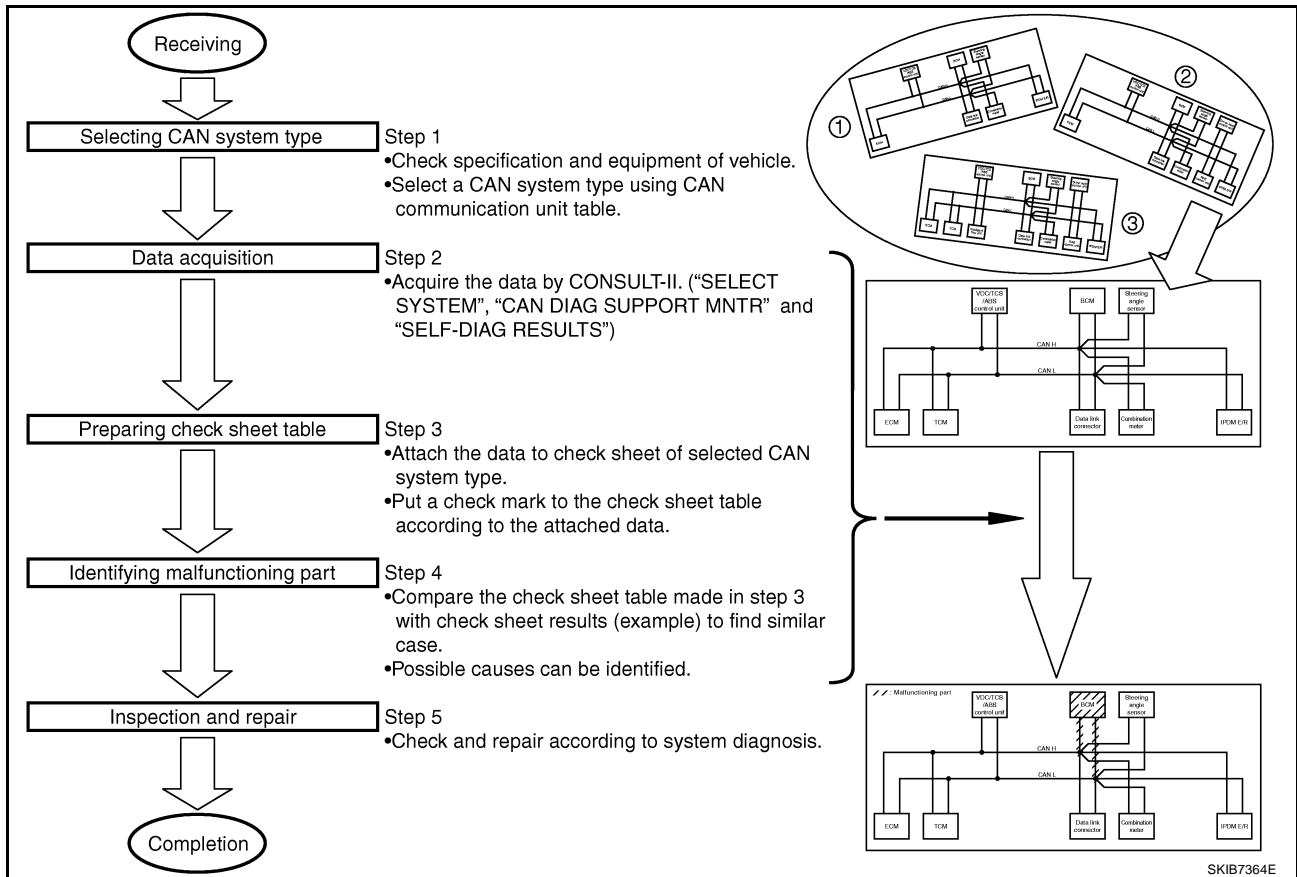 Receiving
Selecting CAN system type
Step 1
•Check specification and equipment of vehicle.
•Select a CAN system type using CAN
communication unit table.
Data acquisition
Step 2
•Acquire the data by CONSULT-II. (“SELECT
SYSTEM”, “CAN DIAG SUPPORT MNTR” and
“SELF-DIAG RESULTS”)
Preparing check sheet table
Step 3
•Attach the data to check sheet of selected CAN
system type.
•Put a check mark to the check sheet table
according to the attached data.
Identifying malfunctioning part
Step 4
•Compare the check sheet table made in step 3
with check sheet results (example) to find similar
case.
•Possible causes can be identified.
Inspection and repair
Step 5
•Check and repair according to system diagnosis.
Completion
1
2
3
VDC/TCS
/ABS
control unit
BCM
Steering
angle
sensor
CAN H
CAN L
ECM
TCM
Data link
connector
Combination
meter
IPDM E/R
: Malfunctioning part
VDC/TCS
/ABS
control unit
BCM
Steering
angle
sensor
CAN H
CAN L
ECM
TCM
Data link
connector
Combination
meter
IPDM E/R
SKIB7364E